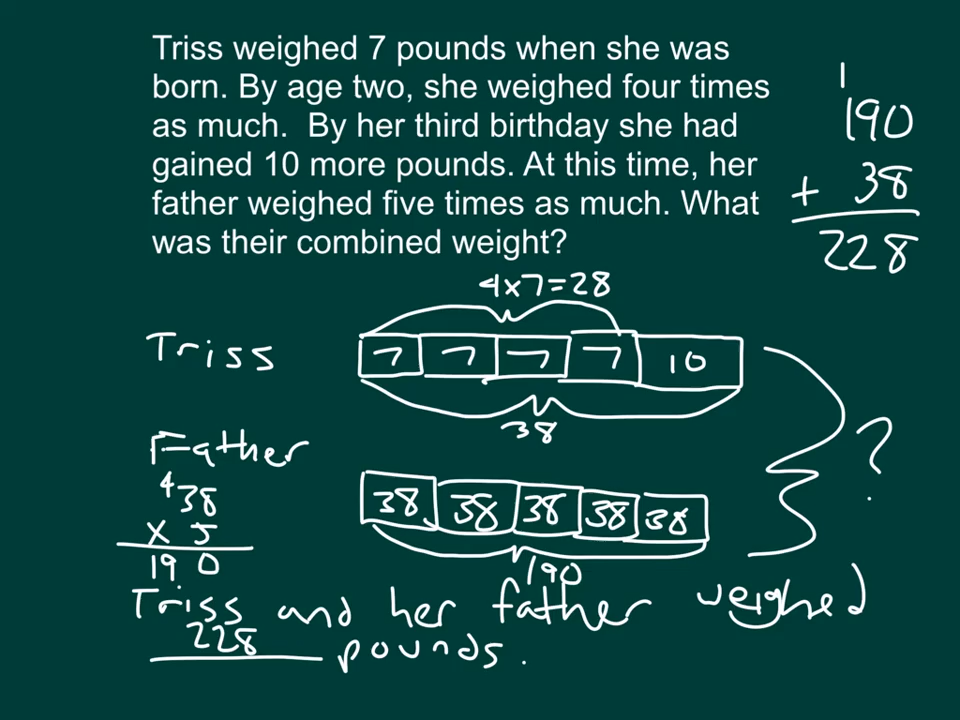 Triss weighed 7 pounds when she was
born. By age two, she weighed four times
as much. By her third birthday she had
gained 10 more pounds. At this time, her
father weighed five times as much. What
was their combined weight?
1
190
+ 38
228
4x7=28
Triss
7 7 7 7 10
38
?
Father
4
38
x 5
190
38 38 38 38 38
190
Triss and her father weighed
228 pounds.